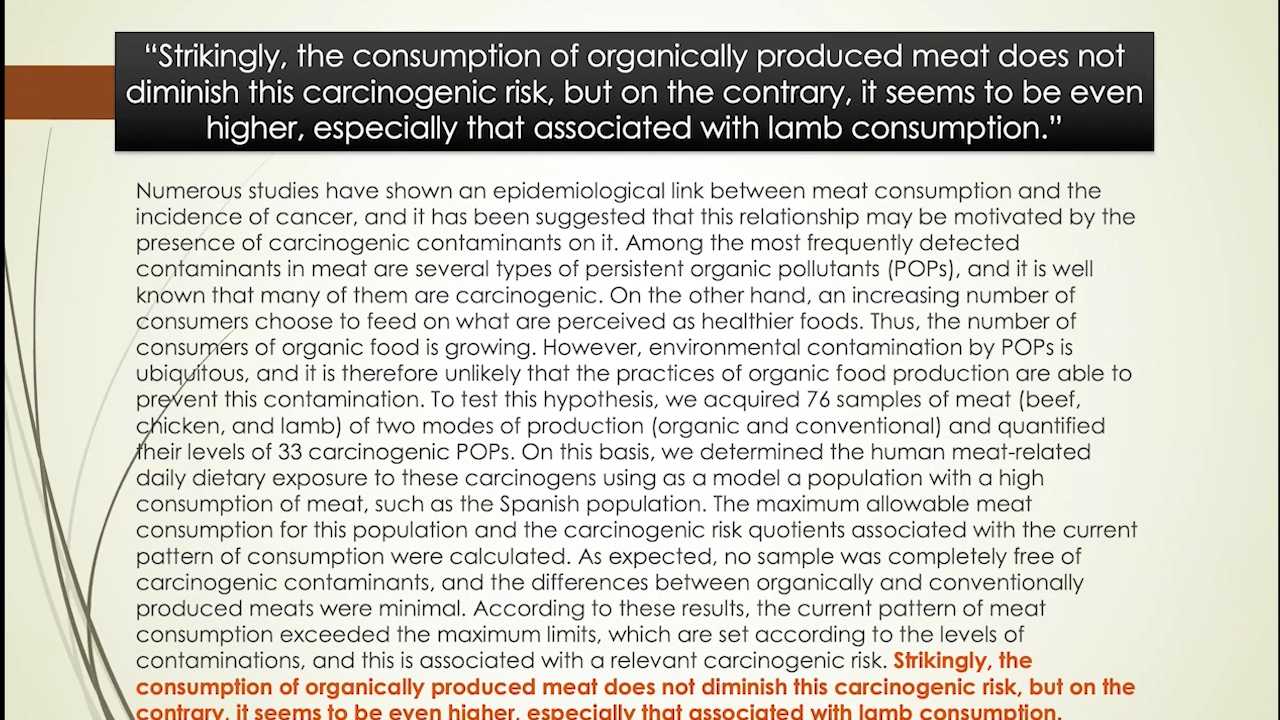 “Strikingly, the consumption of organically produced meat does not
diminish this carcinogenic risk, but on the contrary, it seems to be even
higher, especially that associated with lamb consumption.”
Numerous studies have shown an epidemiological link between meat consumption and the
incidence of cancer, and it has been suggested that this relationship may be motivated by the
presence of carcinogenic contaminants on it. Among the most frequently detected
contaminants in meat are several types of persistent organic pollutants (POPs), and it is well
known that many of them are carcinogenic. On the other hand, an increasing number of
consumers choose to feed on what are perceived as healthier foods. Thus, the number of
consumers of organic food is growing. However, environmental contamination by POPs is
ubiquitous, and it is therefore unlikely that the practices of organic food production are able to
prevent this contamination. To test this hypothesis, we acquired 76 samples of meat (beef,
chicken, and lamb) of two modes of production (organic and conventional) and quantified
their levels of 33 carcinogenic POPs. On this basis, we determined the human meat-related
daily dietary exposure to these carcinogens using as a model a population with a high
consumption of meat, such as the Spanish population. The maximum allowable meat
consumption for this population and the carcinogenic risk quotients associated with the current
pattern of consumption were calculated. As expected, no sample was completely free of
carcinogenic contaminants, and the differences between organically and conventionally
produced meats were minimal. According to these results, the current pattern of meat
consumption exceeded the maximum limits, which are set according to the levels of
contaminations, and this is associated with a relevant carcinogenic risk. Strikingly, the
consumption of organically produced meat does not diminish this carcinogenic risk, but on the
contrary, it seems to be even higher, especially that associated with lamb consumption.